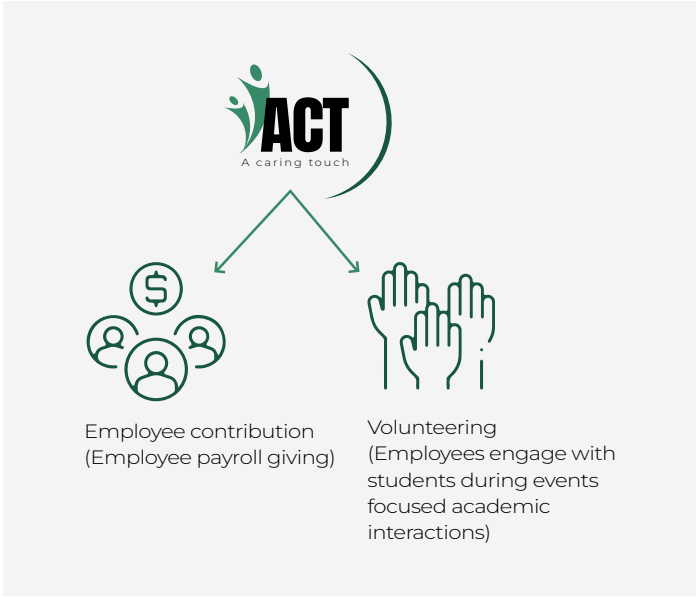 ACT
A caring touch
$
Employee contribution
(Employee payroll giving)
Volunteering
(Employees engage with
students during events
focused academic
interactions)